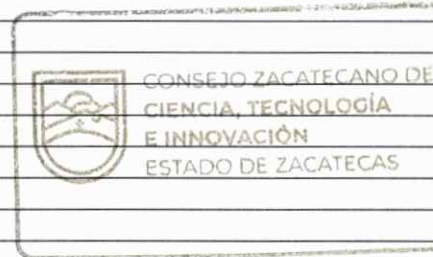 CONSEJO ZACATECANO DE
CIENCIA, TECNOLOGÍA
E INNOVACIÓN
ESTADO DE ZACATECAS